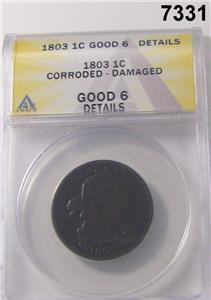 7331
1803 1C GOOD 6 DETAILS
1803 1C
CORRODED - DAMAGED
GOOD 6
DETAILS